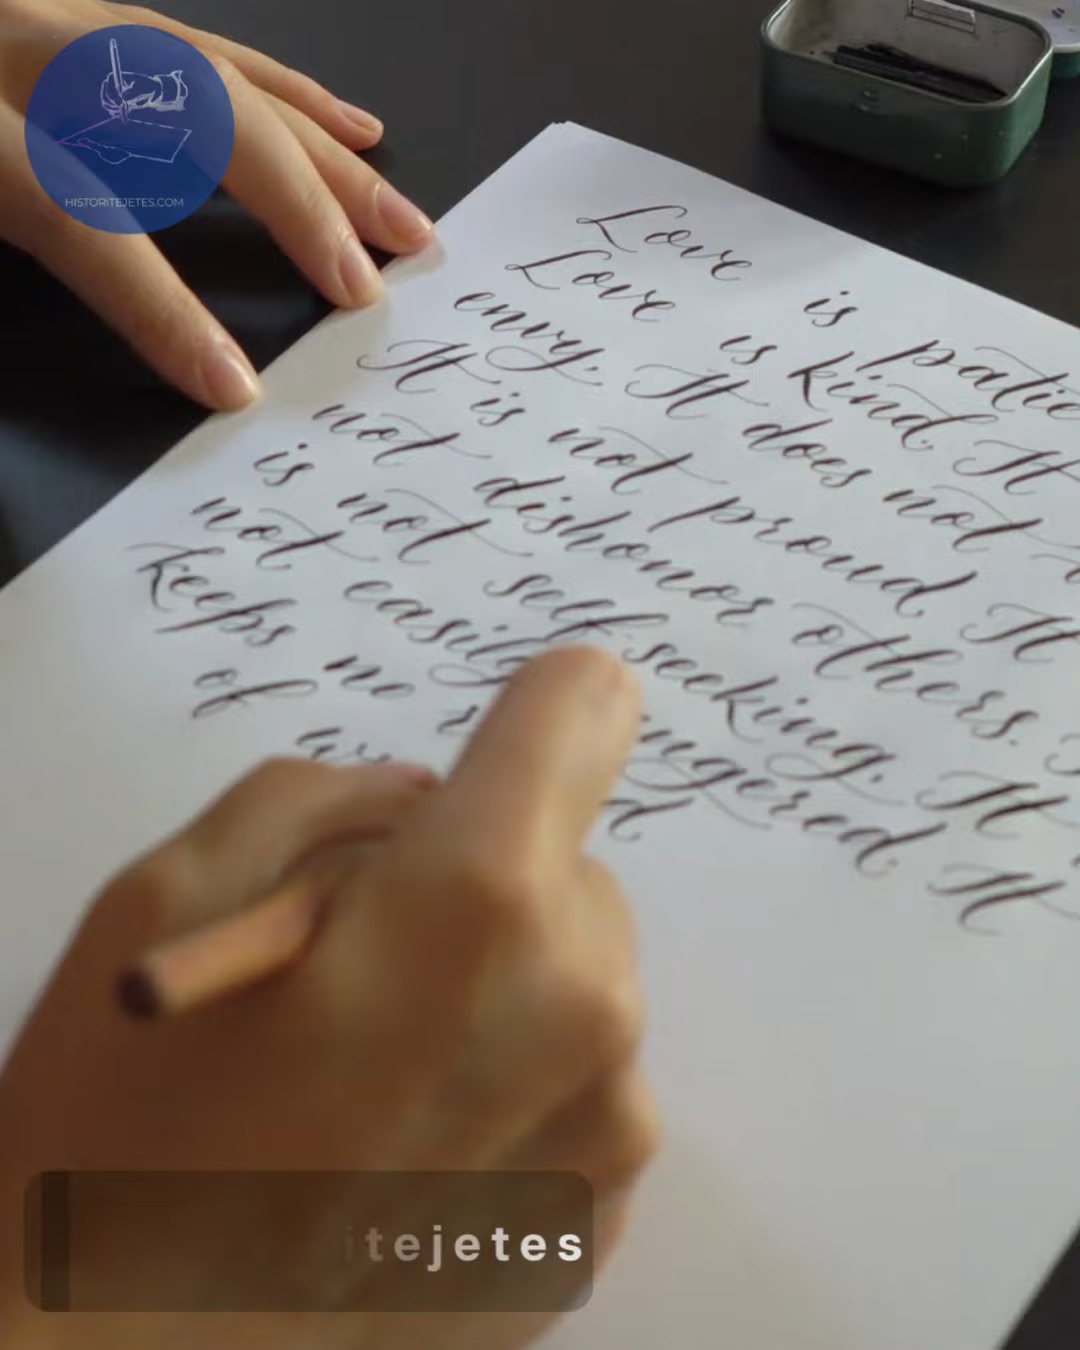 HISTORITEJETES.COM
Love is patie
Love is kind. It
envy. It does not
It is not proud. It
not dishonor others.
is not self-seeking. It
not easily angered. It
keeps no
of
itejetes